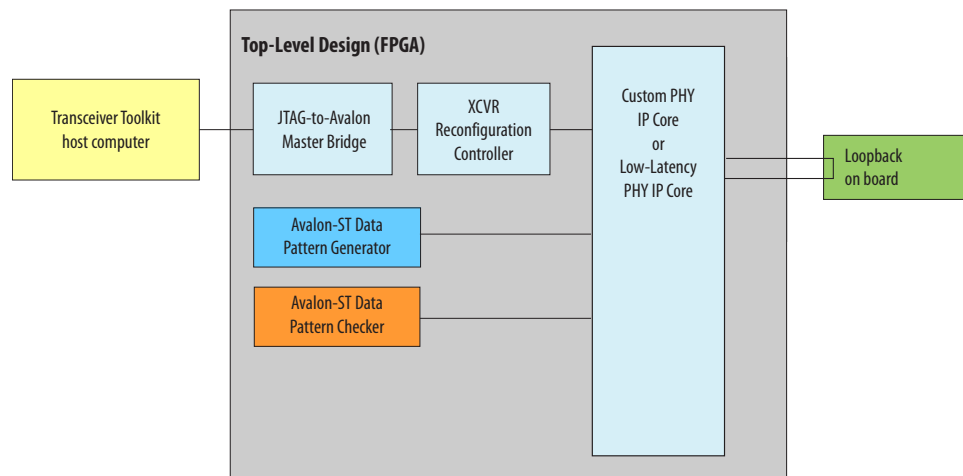 Top-Level Design (FPGA)
Transceiver Toolkit
host computer
JTAG-to-Avalon
Master Bridge
XCVR
Reconfiguration
Controller
Custom PHY
IP Core
or
Low-Latency
PHY IP Core
Loopback
on board
Avalon-ST Data
Pattern Generator
Avalon-ST Data
Pattern Checker